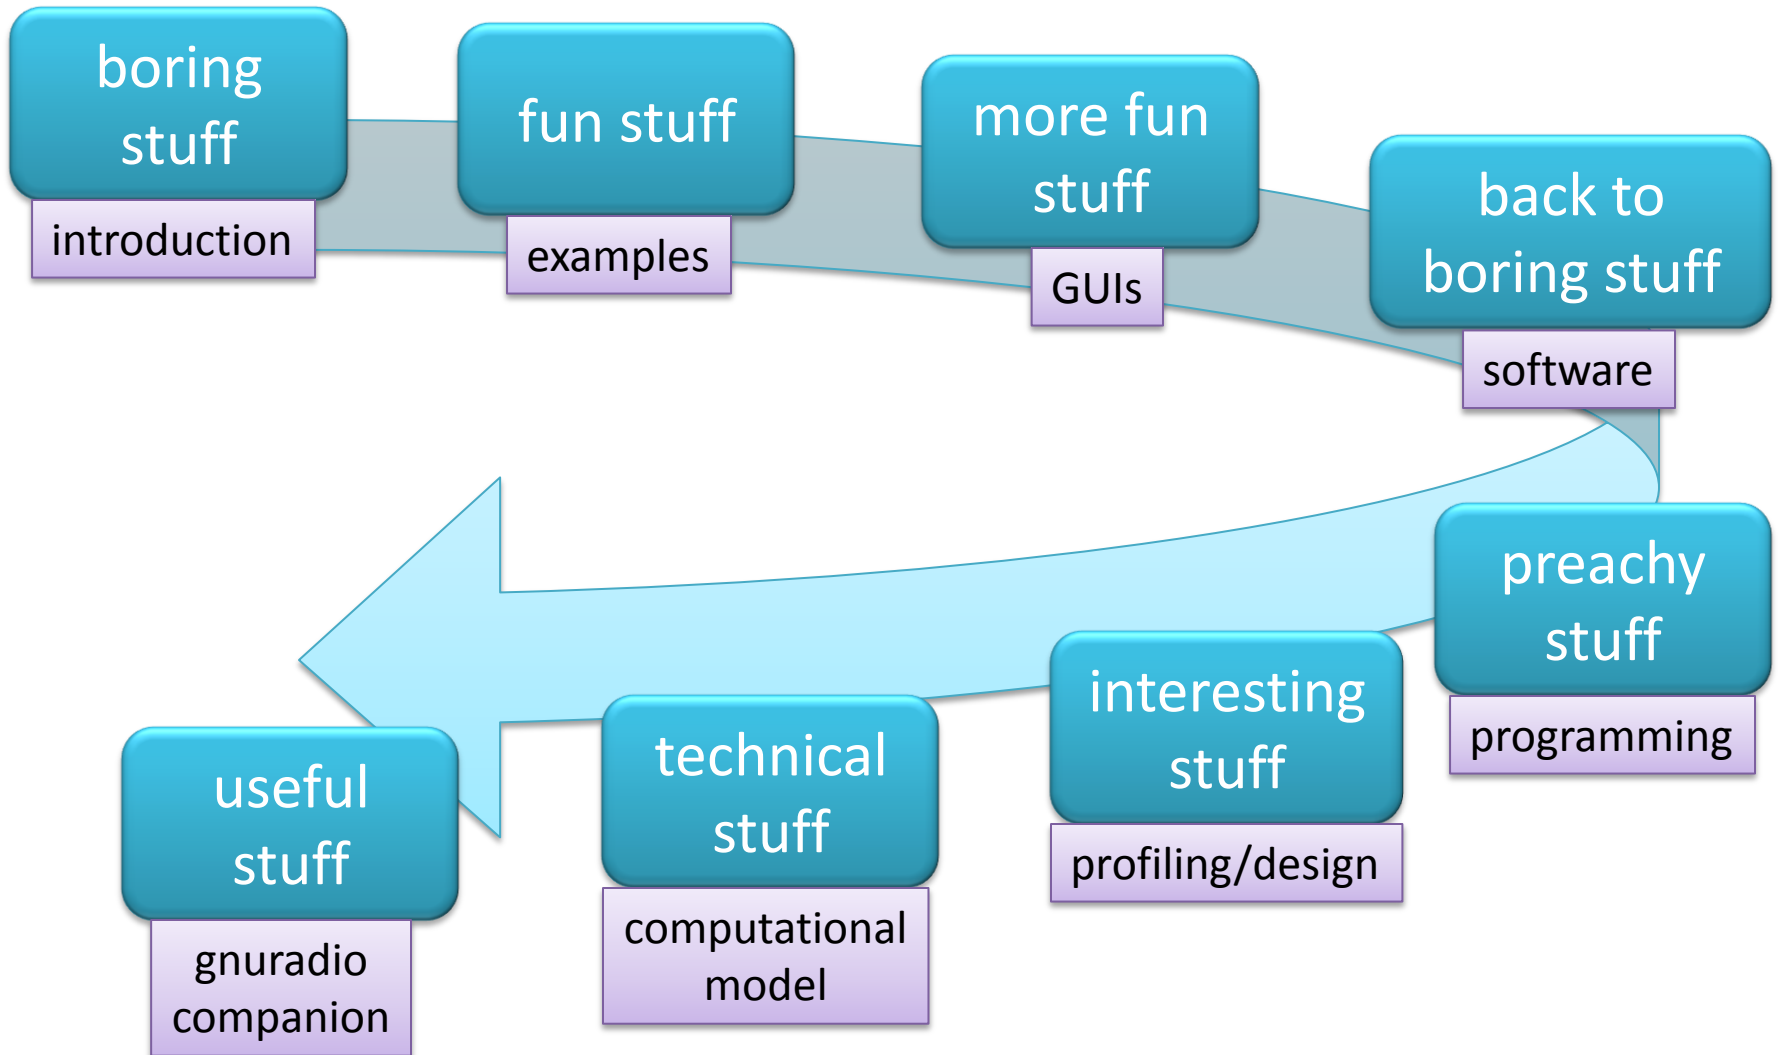 boring
stuff
introduction
fun stuff
examples
more fun
stuff
GUIs
back to
boring stuff
software
preachy
stuff
programming
interesting
stuff
profiling/design
technical
stuff
computational
model
useful
stuff
gnuradio
companion